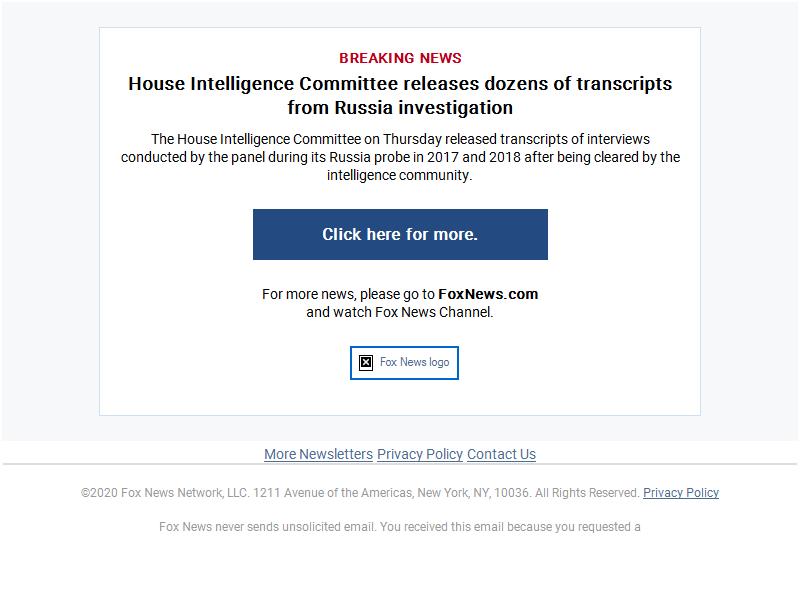 BREAKING NEWS
House Intelligence Committee releases dozens of transcripts
from Russia investigation
The House Intelligence Committee on Thursday released transcripts of interviews
conducted by the panel during its Russia probe in 2017 and 2018 after being cleared by the
intelligence community.
Click here for more.
For more news, please go to FoxNews.com
and watch Fox News Channel.
Fox News logo
More Newsletters Privacy Policy Contact Us
©2020 Fox News Network, LLC. 1211 Avenue of the Americas, New York, NY, 10036. All Rights Reserved. Privacy Policy
Fox News never sends unsolicited email. You received this email because you requested a